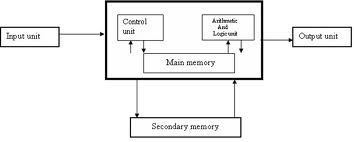 Control
unit
Arithmetic
And
Logic unit
Input unit
Output unit
Main memory
Secondary memory